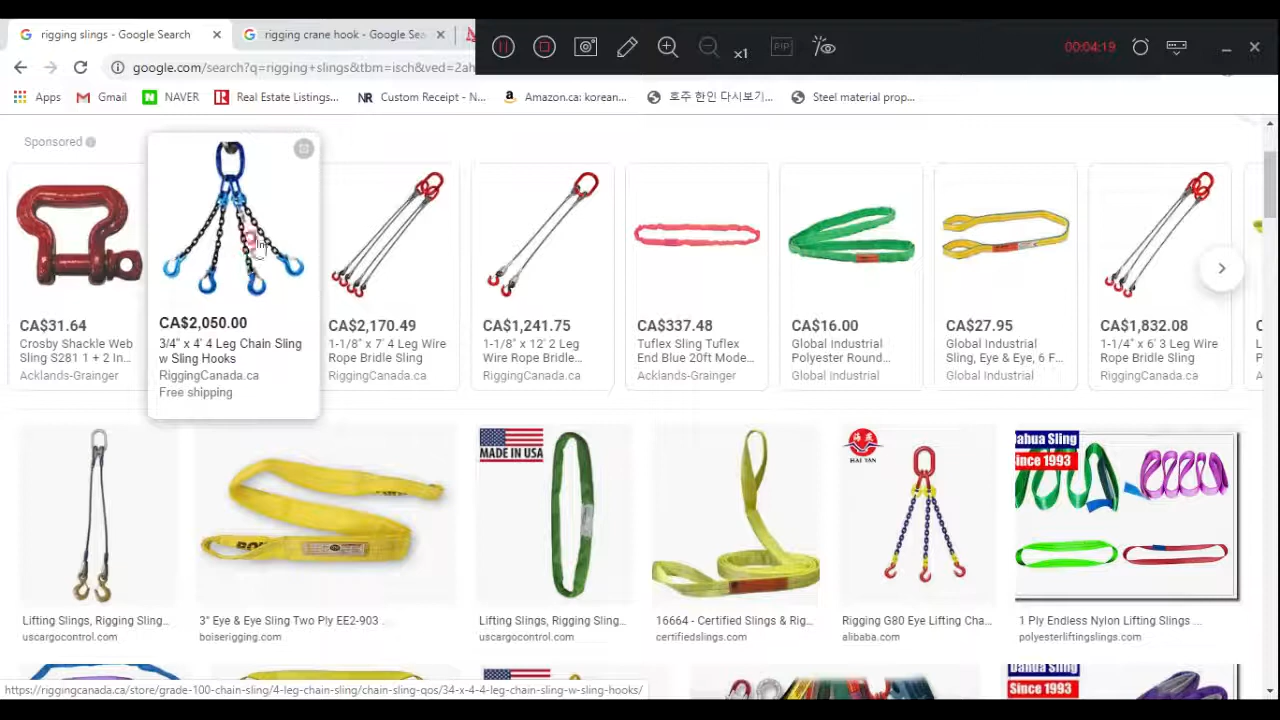 rigging slings - Google Search
rigging crane hook - Google Sea
x1
PIP
00:04:19
google.com/search?q=rigging+slings&tbm=isch&ved=2ah
Apps
Gmail
NAVER
Real Estate Listings...
NR Custom Receipt - N...
Amazon.ca: korean...
호주 한인 다시보기...
Steel material prop...
Sponsored
CA$31.64
Crosby Shackle Web
Sling S281 1 + 2 In...
Acklands-Grainger
CA$2,050.00
3/4" x 4' 4 Leg Chain Sling
w Sling Hooks
RiggingCanada.ca
Free shipping
CA$2,170.49
1-1/8" x 7' 4 Leg Wire
Rope Bridle Sling
RiggingCanada.ca
CA$1,241.75
1-1/8" x 12' 2 Leg
Wire Rope Bridle...
RiggingCanada.ca
CA$337.48
Tuflex Sling Tuflex
End Blue 20ft Mode...
Acklands-Grainger
CA$16.00
Global Industrial
Polyester Round...
Global Industrial
CA$27.95
Global Industrial
Sling, Eye & Eye, 6 F...
Global Industrial
CA$1,832.08
1-1/4" x 6' 3 Leg Wire
Rope Bridle Sling
RiggingCanada.ca
MADE IN USA
HAI YAN
Dahua Sling
Since 1993
Lifting Slings, Rigging Sling...
uscargocontrol.com
3" Eye & Eye Sling Two Ply EE2-903 ...
boiserigging.com
Lifting Slings, Rigging Sling...
uscargocontrol.com
16664 - Certified Slings & Rig...
certifiedslings.com
Rigging G80 Eye Lifting Cha...
alibaba.com
1 Ply Endless Nylon Lifting Slings ...
polyesterliftingslings.com
Dahua Sling
Since 1993
https://riggingcanada.ca/store/grade-100-chain-sling/4-leg-chain-sling/chain-sling-qos/34-x-4-4-leg-chain-sling-w-sling-hooks/